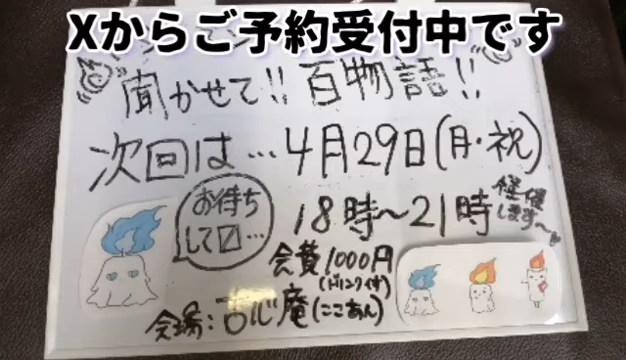 Xからご予約受付中です
聞かせて!! 百物語!!
次回は…4月29日(月・祝)
18時～21時 催促します～
お待ち
して〼…
会費1000円
(ドリンク付)
会場:古心庵(ここあん)